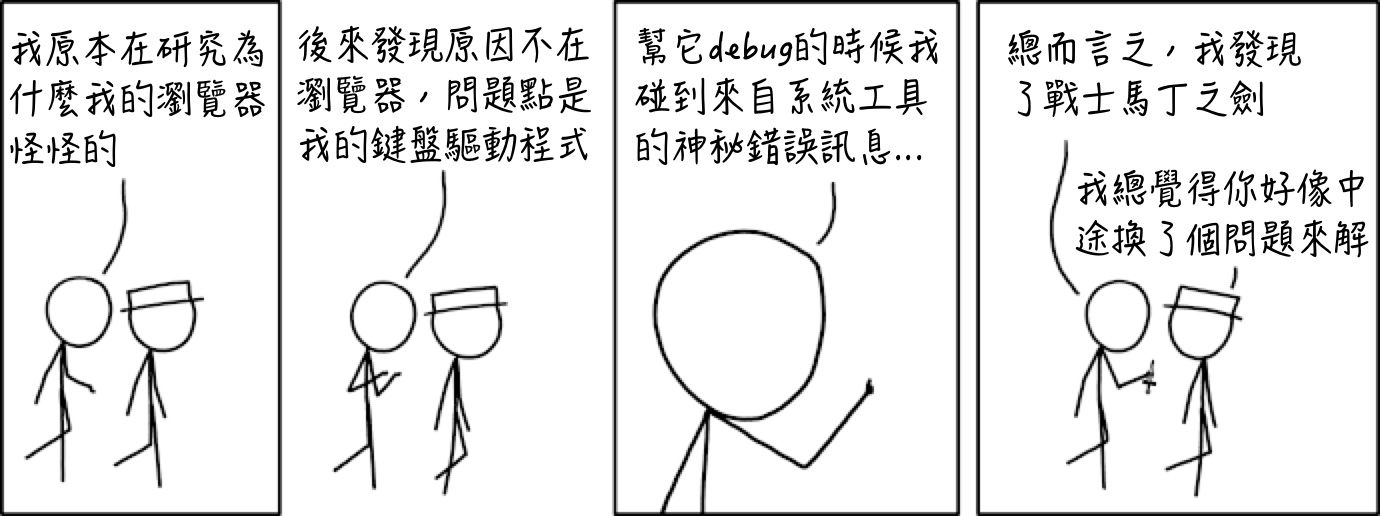 我原本在研究為
什麼我的瀏覽器
怪怪的
後來發現原因不在
瀏覽器，問題點是
我的鍵盤驅動程式
幫它debug的時候我
碰到來自系統工具
的神秘錯誤訊息...
總而言之，我發現
了戰士馬丁之劍
我總覺得你好像中
途換了個問題來解